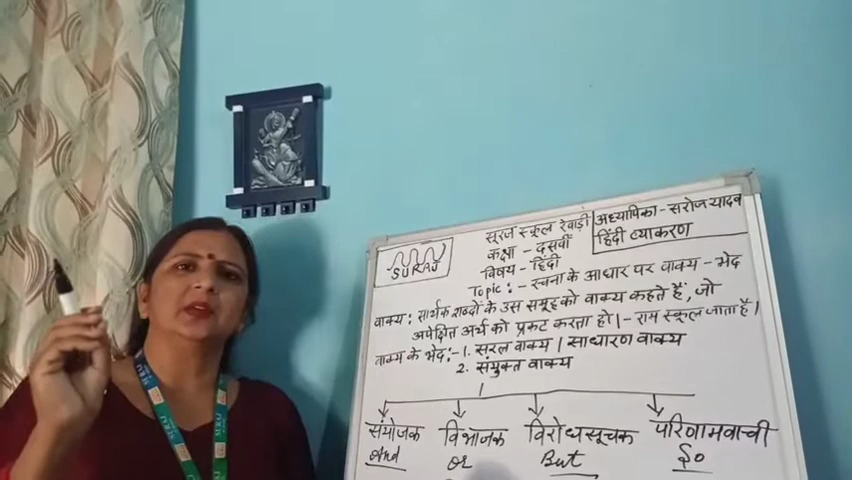 SURAJ
सूरज स्कूल रेवाड़ी
कक्षा - दसवीं
विषय - हिंदी
अध्यापिका - सरोज यादव
हिंदी व्याकरण
Topic :- रचना के आधार पर वाक्य - भेद
वाक्य : सार्थक शब्दों के उस समूह को वाक्य कहते हैं, जो
अपेक्षित अर्थ को प्रकट करता हो।- राम स्कूल जाता है।
वाक्य के भेद :- 1. सरल वाक्य । साधारण वाक्य
2. संयुक्त वाक्य
संयोजक विभाजक विरोधसूचक परिणामवाची
And or But So